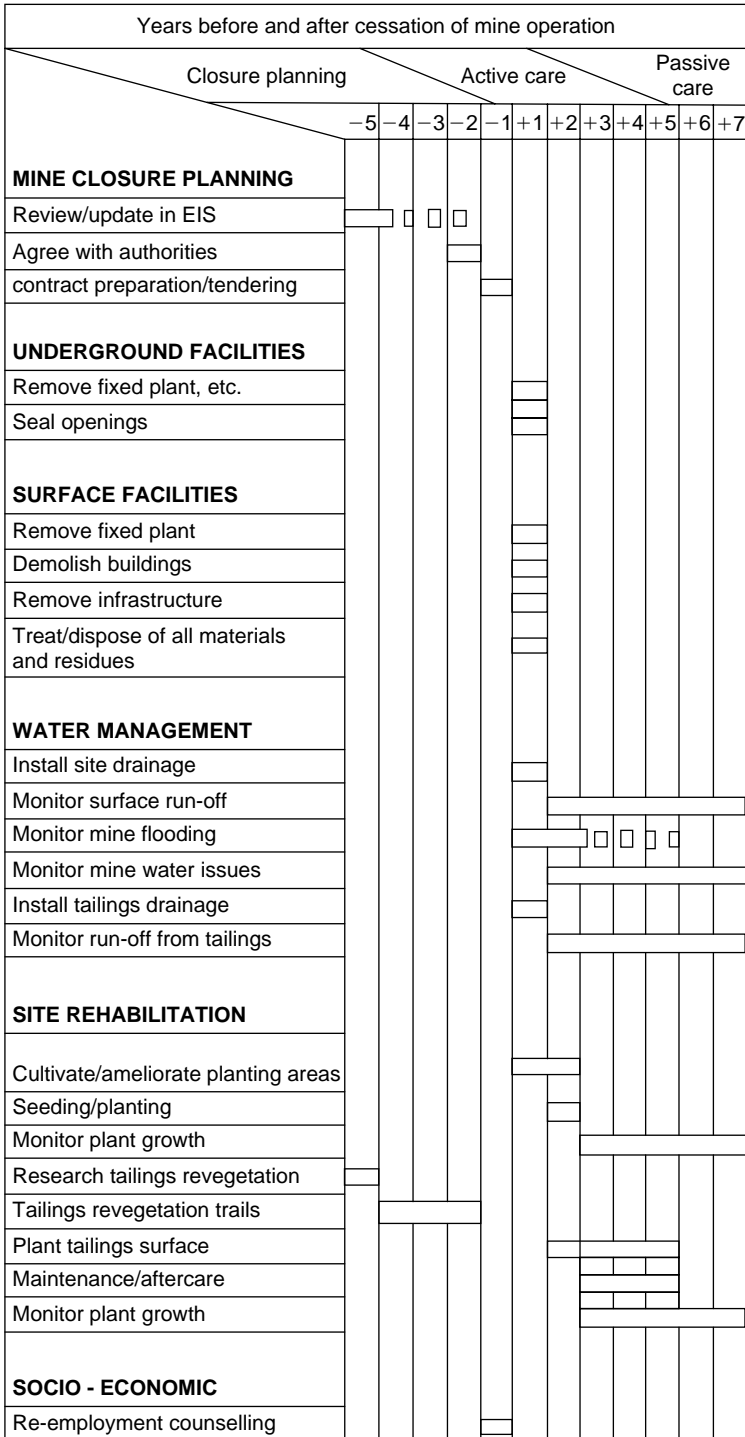 Years before and after cessation of mine operation
Closure planning
Active care
Passive
care
−5 −4 −3 −2 −1 +1 +2 +3 +4 +5 +6 +7
MINE CLOSURE PLANNING
Review/update in EIS
Agree with authorities
contract preparation/tendering
UNDERGROUND FACILITIES
Remove fixed plant, etc.
Seal openings
SURFACE FACILITIES
Remove fixed plant
Demolish buildings
Remove infrastructure
Treat/dispose of all materials
and residues
WATER MANAGEMENT
Install site drainage
Monitor surface run-off
Monitor mine flooding
Monitor mine water issues
Install tailings drainage
Monitor run-off from tailings
SITE REHABILITATION
Cultivate/ameliorate planting areas
Seeding/planting
Monitor plant growth
Research tailings revegetation
Tailings revegetation trails
Plant tailings surface
Maintenance/aftercare
Monitor plant growth
SOCIO - ECONOMIC
Re-employment counselling